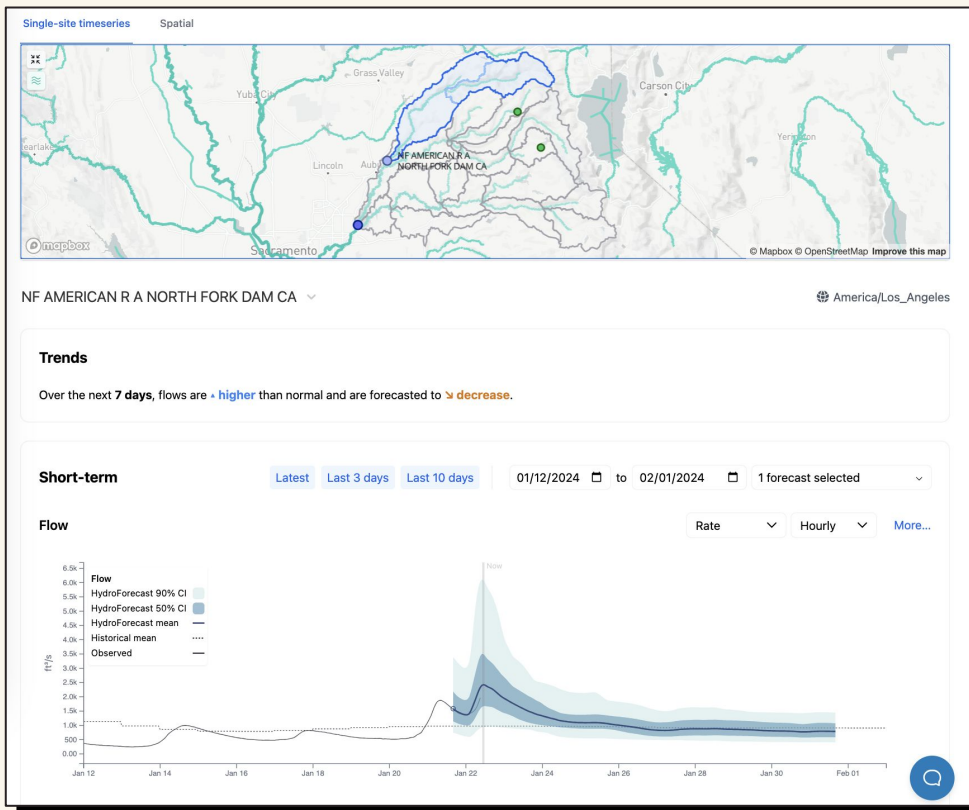 Single-site timeseries Spatial
Grass Valley
Yuba City
Carson City
Lincoln
NF AMERICAN R A
NORTH FORK DAM CA
Sacramento
mapbox
© Mapbox © OpenStreetMap Improve this map
NF AMERICAN R A NORTH FORK DAM CA America/Los_Angeles
Trends
Over the next 7 days, flows are higher than normal and are forecasted to decrease.
Short-term Latest Last 3 days Last 10 days 01/12/2024 to 02/01/2024 1 forecast selected
Flow Rate Hourly More...
Now
Flow
HydroForecast 90% CI
HydroForecast 50% CI
HydroForecast mean
Historical mean
Observed
ft³/s
6.5k
6.0k
5.5k
5.0k
4.5k
4.0k
3.5k
3.0k
2.5k
2.0k
1.5k
1.0k
500
0.00
Jan 12 Jan 14 Jan 16 Jan 18 Jan 20 Jan 22 Jan 24 Jan 26 Jan 28 Jan 30 Feb 01